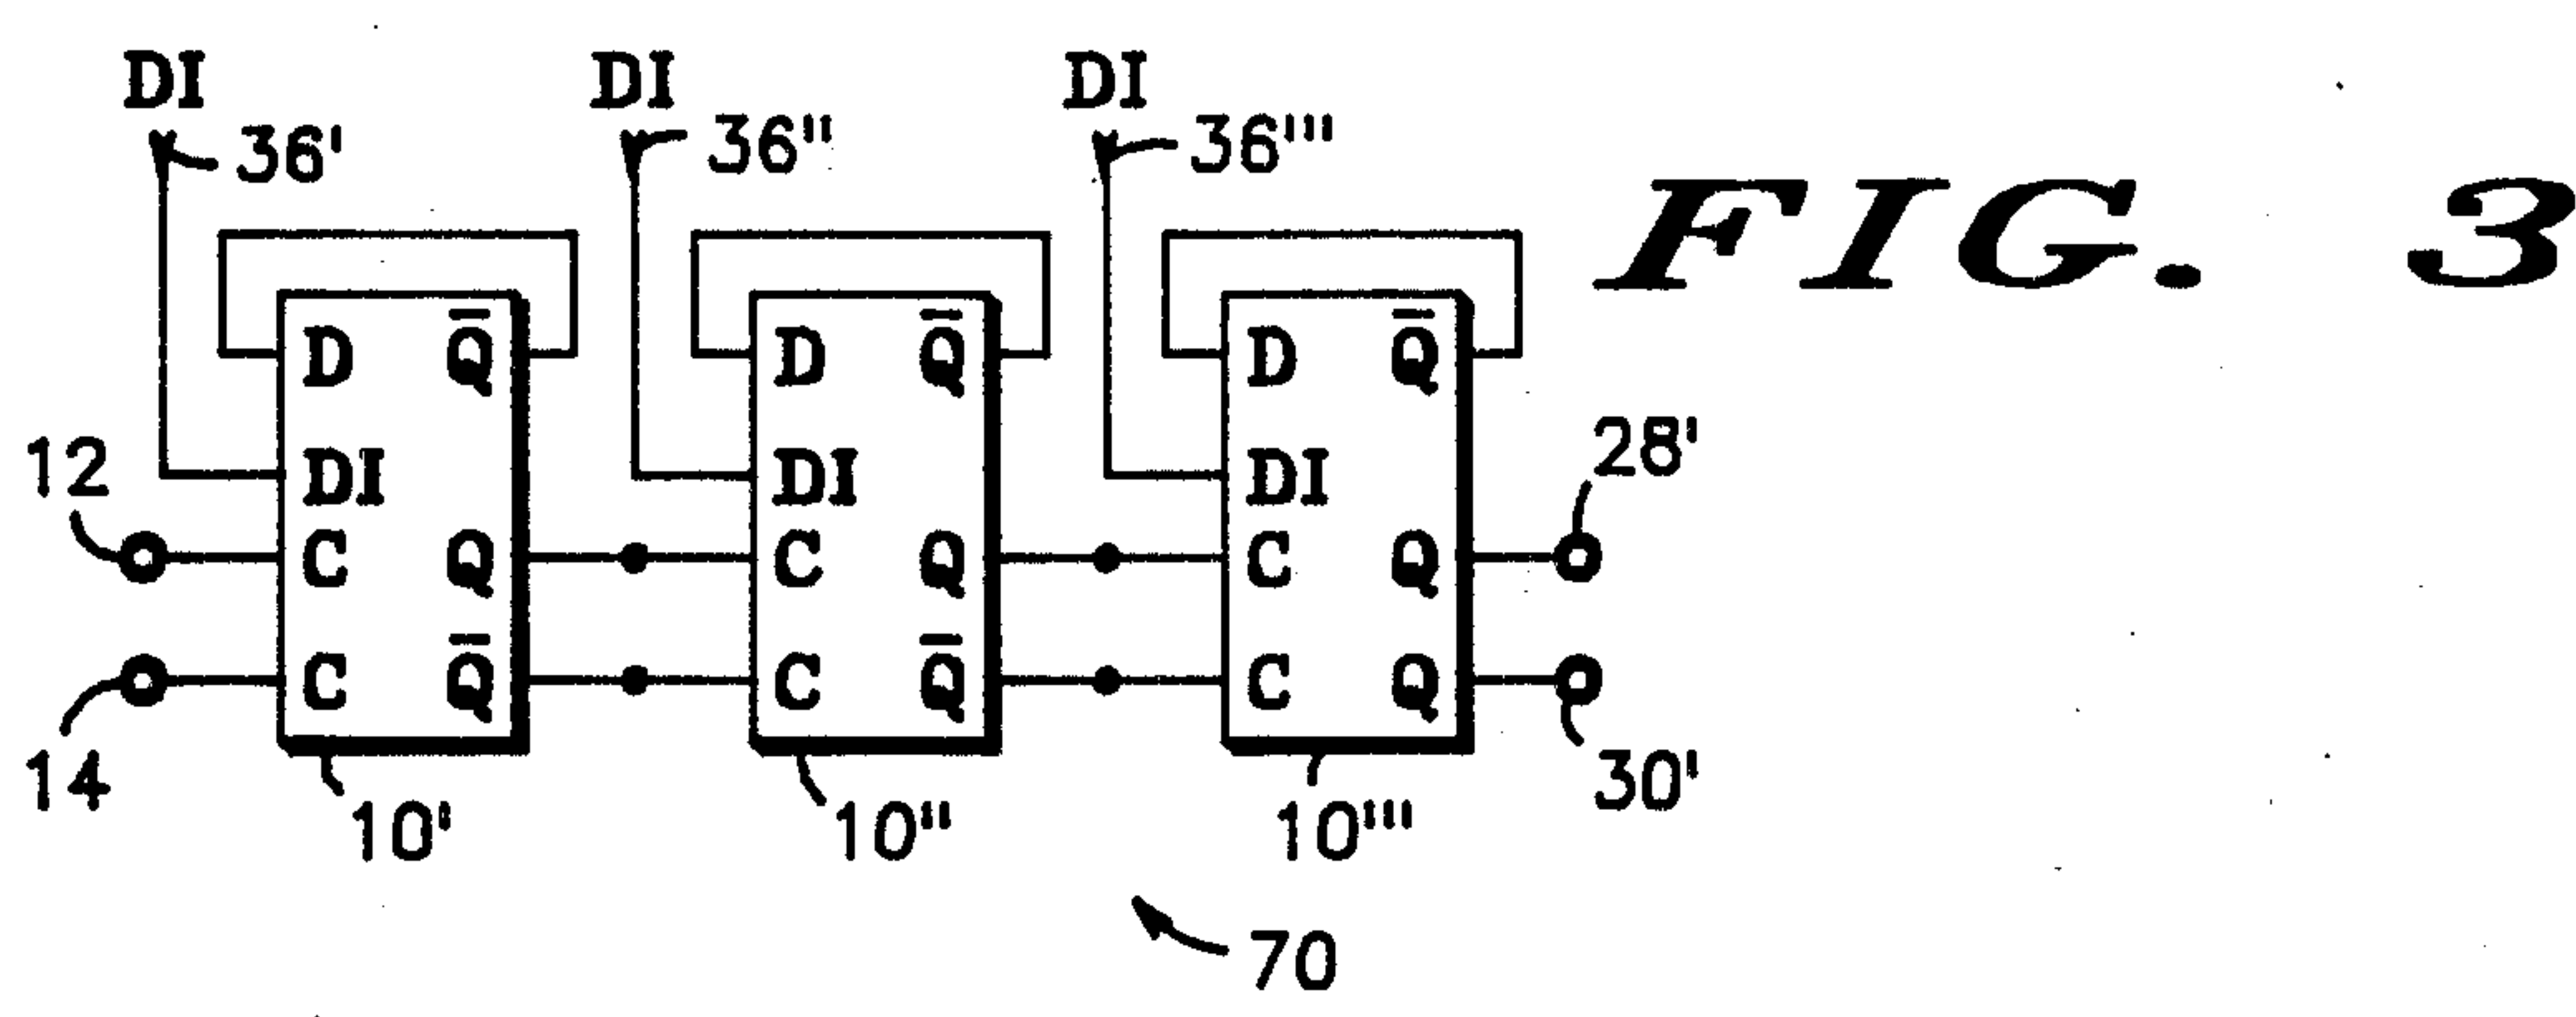 DI DI DI
36' 36" 36"'
FIG. 3
D Q̅ D Q̅ D Q̅
12 DI DI DI 28'
C Q C Q C Q
C Q̅ C Q̅ C Q
14 30'
10' 10" 10"'
70